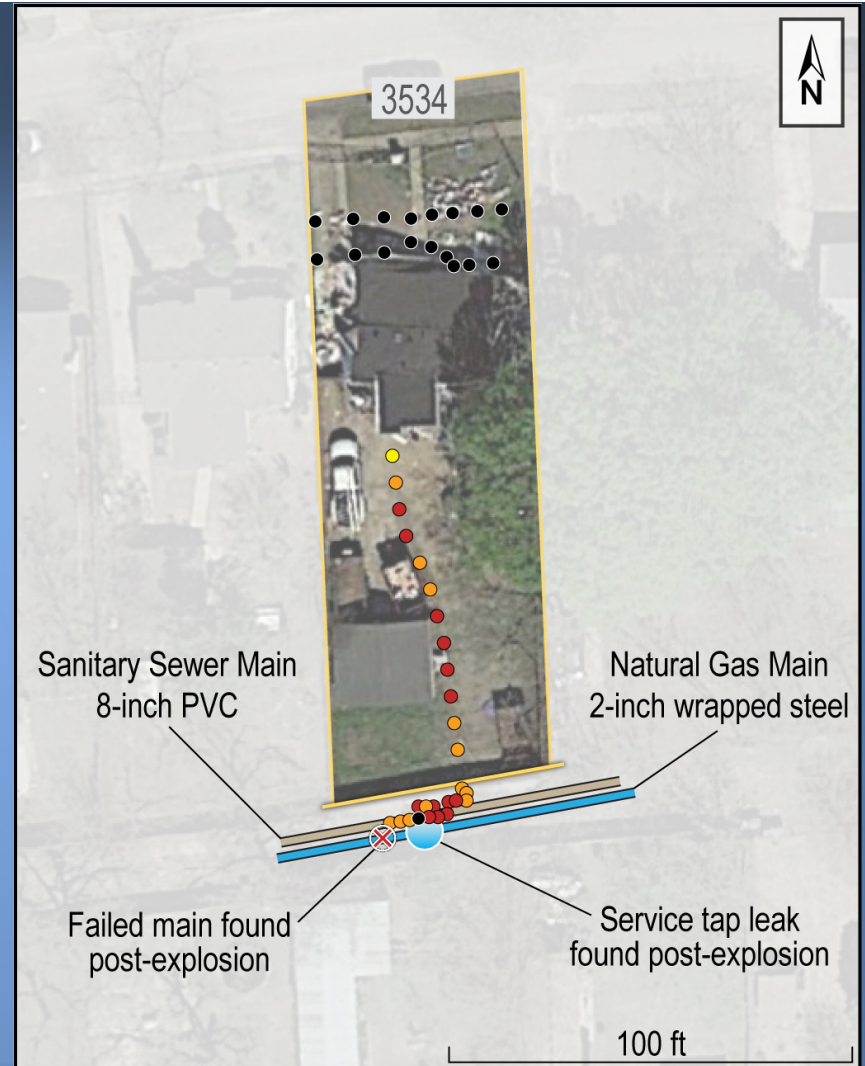 3534
N
Sanitary Sewer Main
8-inch PVC
Natural Gas Main
2-inch wrapped steel
Failed main found
post-explosion
Service tap leak
found post-explosion
100 ft